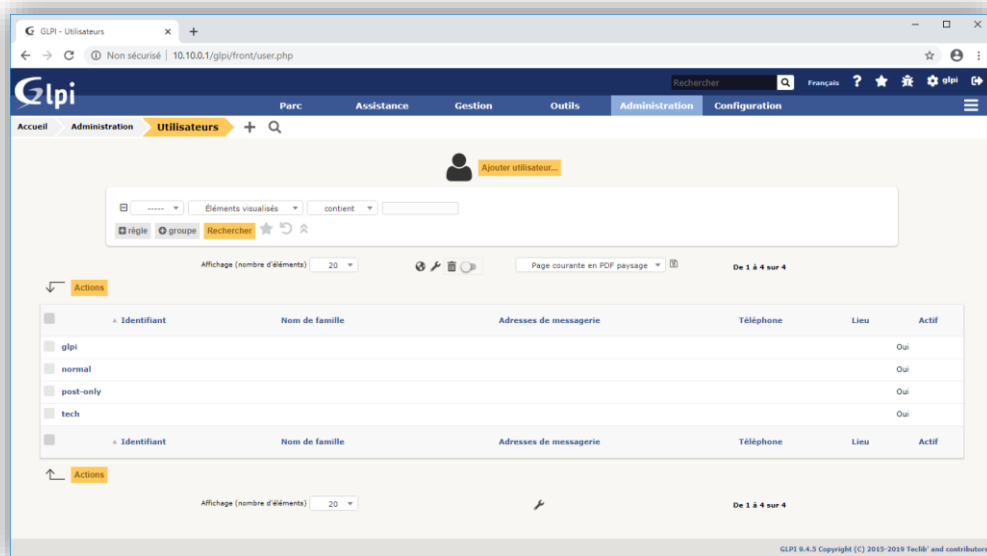 GLPI - Utilisateurs
Non sécurisé | 10.10.0.1/glpi/front/user.php
Glpi
Rechercher Français ? glpi
Parc Assistance Gestion Outils Administration Configuration
Accueil Administration Utilisateurs
Ajouter utilisateur...
----- Éléments visualisés contient
règle groupe Rechercher
Affichage (nombre d'éléments) 20 Page courante en PDF paysage De 1 à 4 sur 4
Actions
Identifiant Nom de famille Adresses de messagerie Téléphone Lieu Actif
glpi Oui
normal Oui
post-only Oui
tech Oui
Identifiant Nom de famille Adresses de messagerie Téléphone Lieu Actif
Actions
Affichage (nombre d'éléments) 20 De 1 à 4 sur 4
GLPI 9.4.5 Copyright (C) 2015-2019 Teclib' and contributors